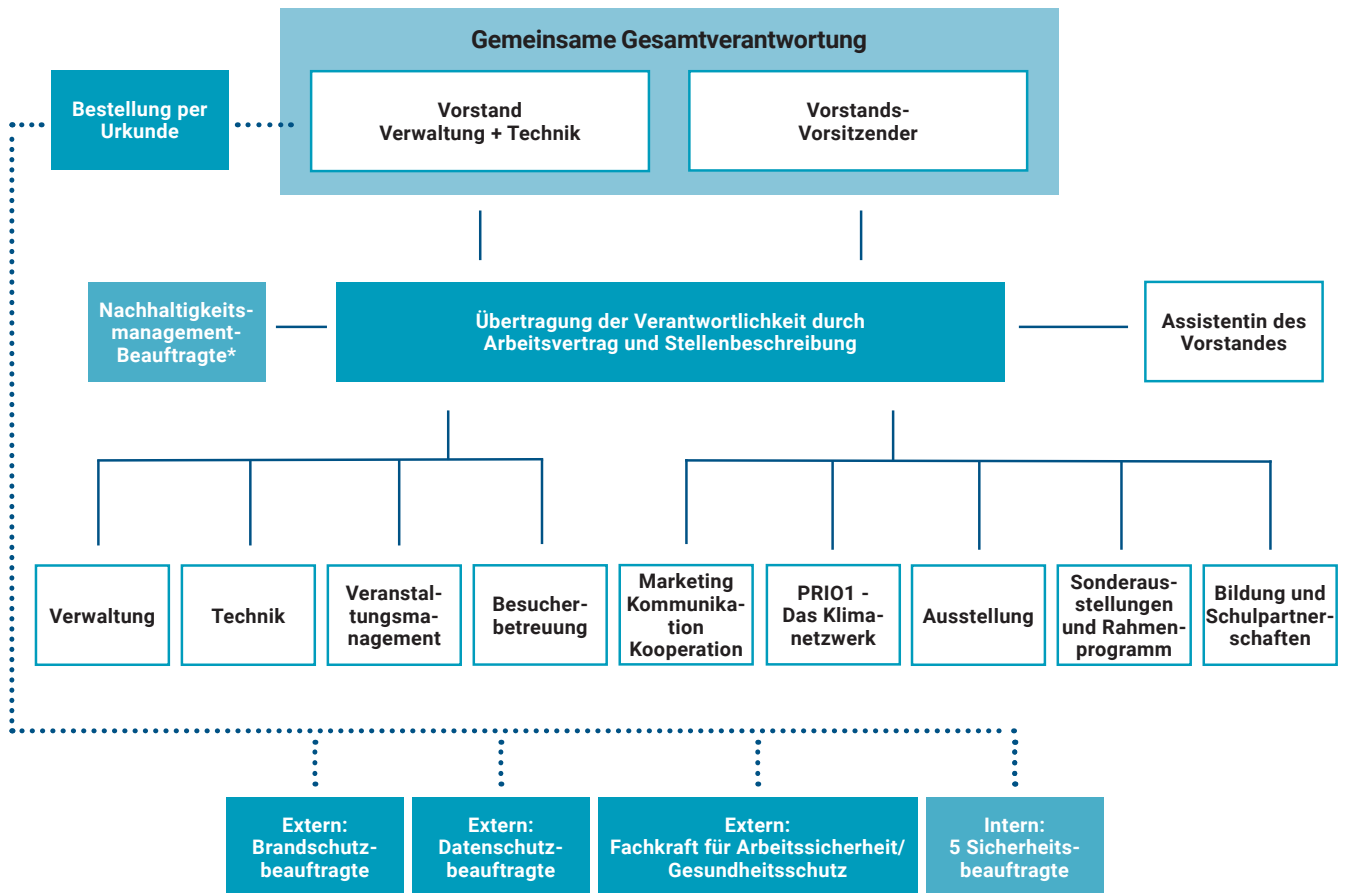 Gemeinsame Gesamtverantwortung
Bestellung per
Urkunde
Vorstand
Verwaltung + Technik
Vorstands-
Vorsitzender
Nachhaltigkeits-
management-
Beauftragte*
Übertragung der Verantwortlichkeit durch
Arbeitsvertrag und Stellenbeschreibung
Assistentin des
Vorstandes
Verwaltung
Technik
Veranstal-
tungsma-
nagement
Besucher-
betreuung
Marketing
Kommunika-
tion
Kooperation
PRIO1 -
Das Klima-
netzwerk
Ausstellung
Sonderaus-
stellungen
und Rahmen-
programm
Bildung und
Schulpartner-
schaften
Extern:
Brandschutz-
beauftragte
Extern:
Datenschutz-
beauftragte
Extern:
Fachkraft für Arbeitssicherheit/
Gesundheitsschutz
Intern:
5 Sicherheits-
beauftragte